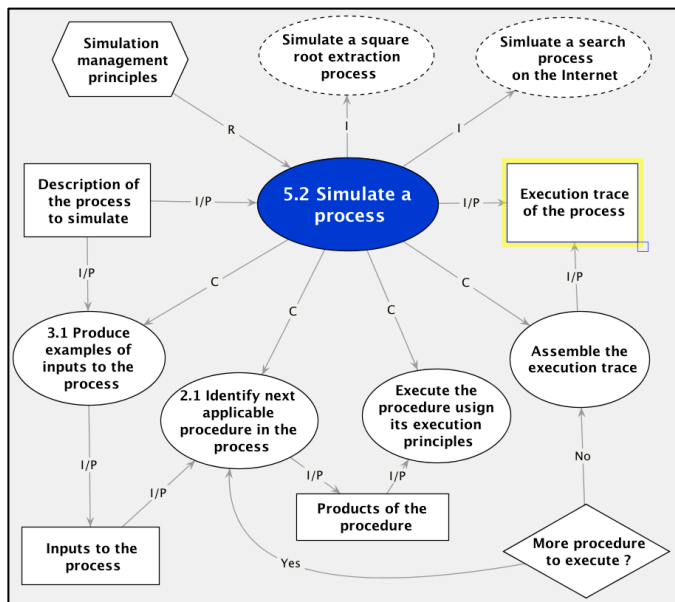 Simulation
management
principles
Simulate a square
root extraction
process
Simluate a search
process
on the Internet
R
I
I
Description of
the process
to simulate
I/P
5.2 Simulate a
process
I/P
Execution trace
of the process
I/P
C
C
C
C
I/P
3.1 Produce
examples of
inputs to the
process
2.1 Identify next
applicable
procedure in the
process
Execute the
procedure usign
its execution
principles
Assemble the
execution trace
I/P
I/P
I/P
I/P
No
Inputs to the
process
Products of the
procedure
Yes
More procedure
to execute ?